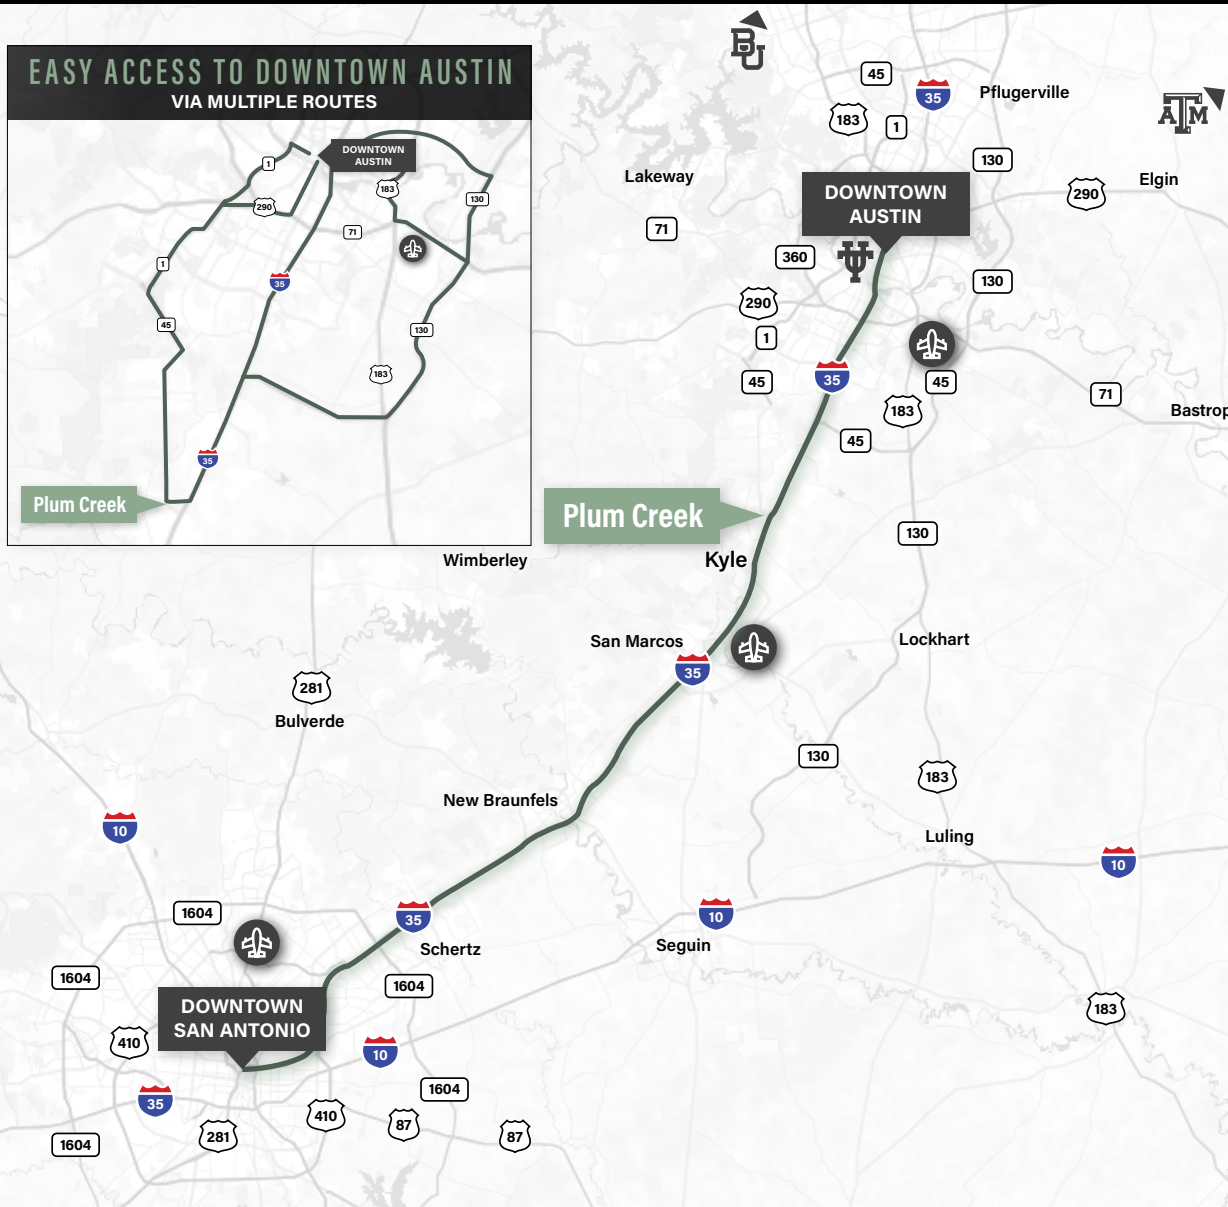 EASY ACCESS TO DOWNTOWN AUSTIN
VIA MULTIPLE ROUTES
DOWNTOWN
AUSTIN
1
183
290
130
71
1
35
45
130
183
35
Plum Creek
BU
45
35
Pflugerville
183
1
ATM
130
Lakeway
Elgin
290
DOWNTOWN
AUSTIN
71
360
UT
130
290
1
45
35
45
71
183
Bastrop
45
Plum Creek
130
Wimberley
Kyle
San Marcos
Lockhart
35
281
Bulverde
130
183
New Braunfels
10
Luling
10
1604
35
10
Schertz
Seguin
1604
1604
DOWNTOWN
SAN ANTONIO
183
410
10
1604
35
410
87
281
87
1604